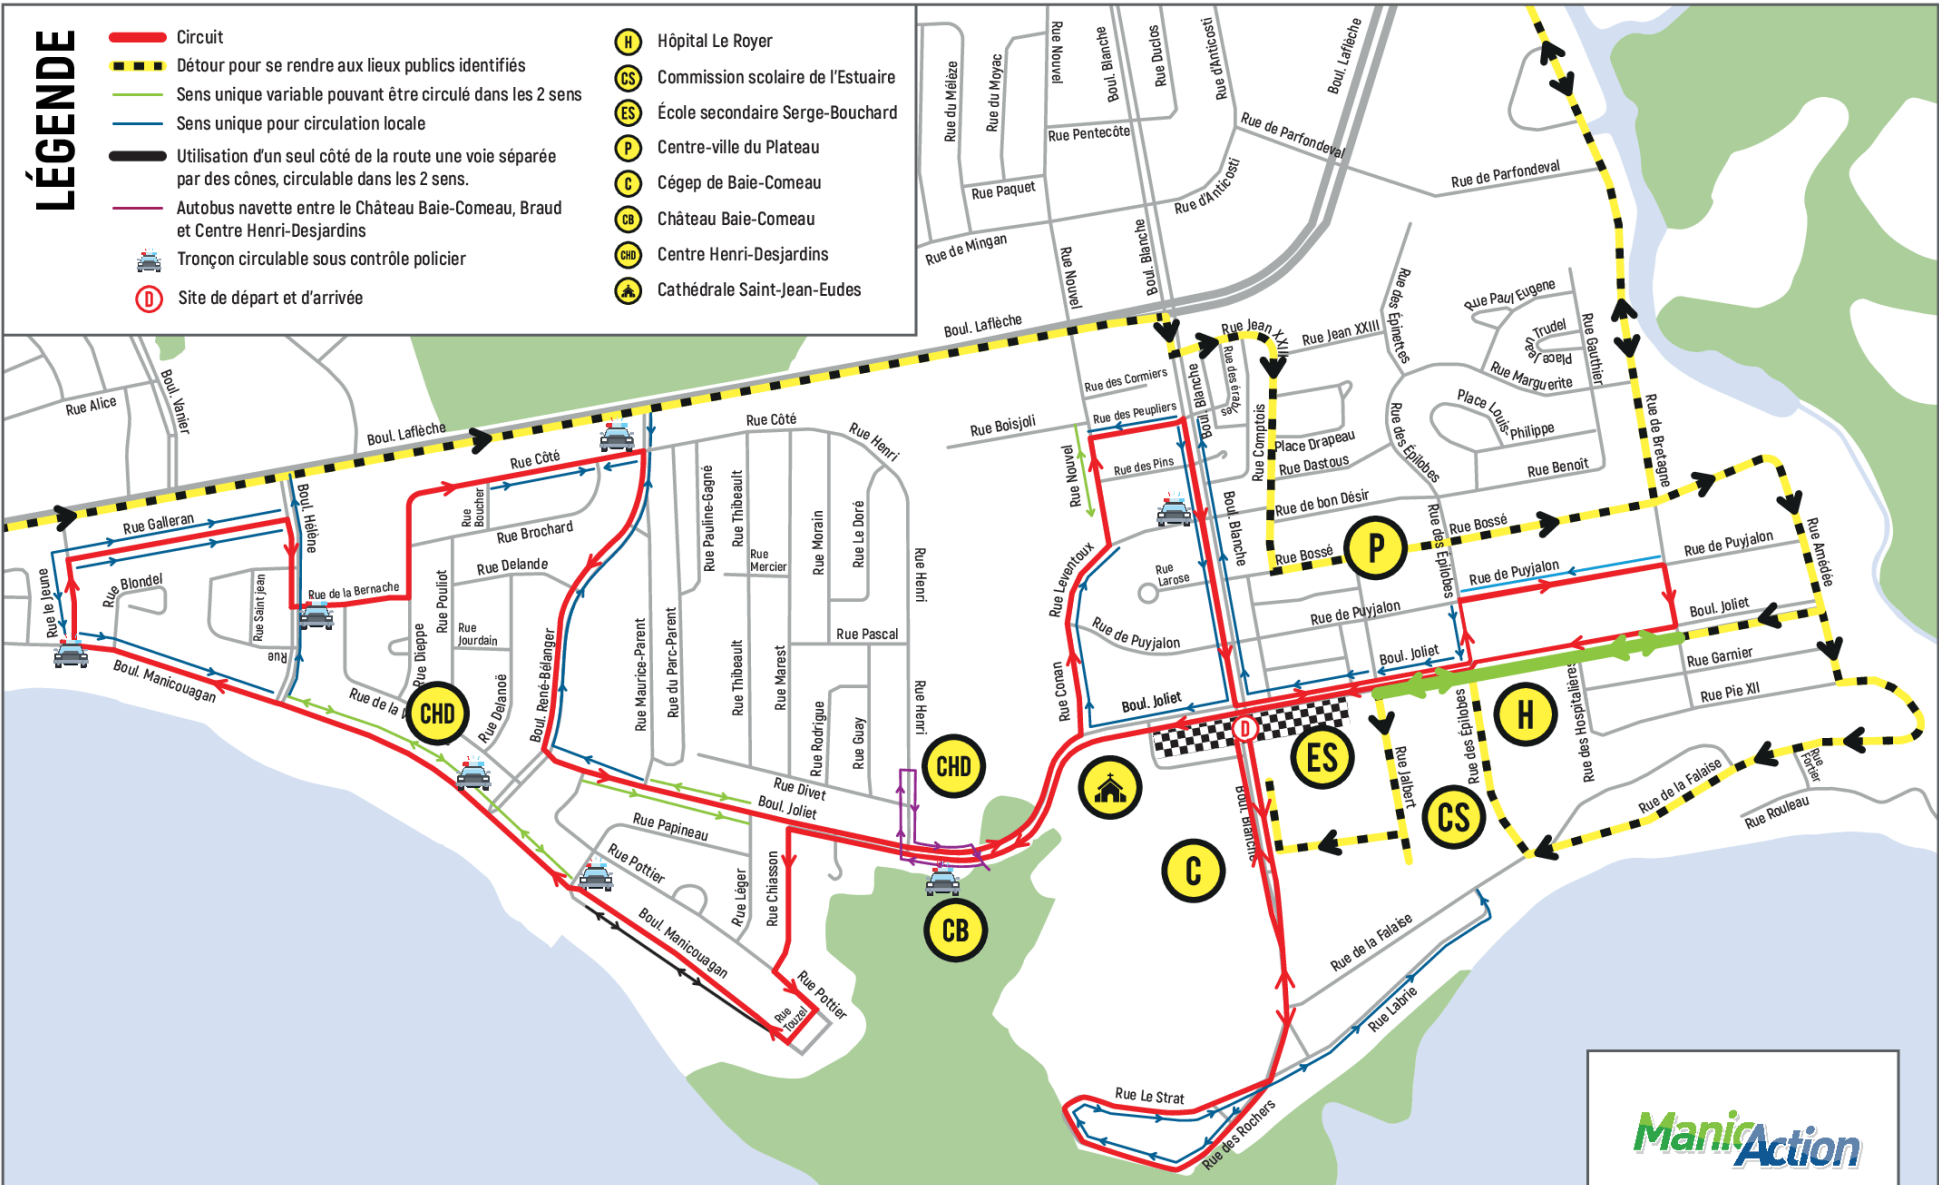 LÉGENDE
Circuit
Détour pour se rendre aux lieux publics identifiés
Sens unique variable pouvant être circulé dans les 2 sens
Sens unique pour circulation locale
Utilisation d'un seul côté de la route une voie séparée
par des cônes, circulable dans les 2 sens.
Autobus navette entre le Château Baie-Comeau, Braud
et Centre Henri-Desjardins
Tronçon circulable sous contrôle policier
D Site de départ et d'arrivée
H Hôpital Le Royer
CS Commission scolaire de l'Estuaire
ES École secondaire Serge-Bouchard
P Centre-ville du Plateau
C Cégep de Baie-Comeau
CB Château Baie-Comeau
CHD Centre Henri-Desjardins
Cathédrale Saint-Jean-Eudes
Rue du Mélèze
Rue du Moyac
Rue Nouvel
Boul. Blanche
Rue Duclos
Rue d'Anticosti
Boul. Laflèche
Rue Pentecôte
Rue de Parfondeval
Rue de Parfondeval
Rue Paquet
Rue d'Anticosti
Rue de Mingan
Rue Nouvel
Boul. Blanche
Boul. Laflèche
Rue Jean XXIII
Rue Jean XXIII
Rue des Épinettes
Rue Paul Eugene
Place Jean Trudel
Rue Gauthier
Rue Marguerite
Rue des Cormiers
Boul. Blanche
Rue des érables
Rue Comptois
Place Louis-
Philippe
Rue de Bretagne
Rue Alice
Boul. Vanier
Boul. Laflèche
Rue Côté
Rue Henri
Rue Boisjoli
Rue des Peupliers
Boul. Blanche
Place Drapeau
Rue Dastous
Rue des Épilobes
Rue Benoît
Rue Côté
Rue Nouvel
Rue des Pins
Rue Boucher
Rue Brochard
Rue Pauline-Gagné
Rue Thibeault
Rue Morain
Rue Le Doré
Boul. Blanche
Rue de bon Désir
Rue des Épilobes
Rue Bossé
Rue Galleran
Boul. Hélène
Rue Bossé
P
Rue Amédée
Rue de Puyjalon
Rue Delande
Rue Mercier
Rue Henri
Rue Leventoux
Rue Larose
Rue de Puyjalon
Rue le Jeune
Rue Blondel
Rue Saint jean
Rue de la Bernache
Rue Pouliot
Rue Jourdain
Rue Pascal
Rue de Puyjalon
Rue de Puyjalon
Boul. Joliet
Rue
Rue Dieppe
Boul. René-Bélanger
Rue Maurice-Parent
Rue du Parc-Parent
Rue Thibeault
Rue Marest
Boul. Joliet
Rue Garnier
Boul. Manicouagan
Rue de la
CHD
Rue Delanoë
Rue Rodrigue
Rue Guay
Rue Henri
Rue Conan
Boul. Joliet
D
Rue des Épilobes
H
Rue des Hospitalières
Rue Pie XII
ES
Rue Jalbert
CHD
Rue Divet
Boul. Joliet
Boul. Blanche
CS
Rue de la Falaise
Rue Fortier
Rue Rouleau
Rue Papineau
Rue Pottier
Rue Léger
Rue Chiasson
C
CB
Boul. Manicouagan
Rue Pottier
Rue Touzel
Rue de la Falaise
Rue Labrie
Rue Le Strat
Rue des Rochers
ManicAction